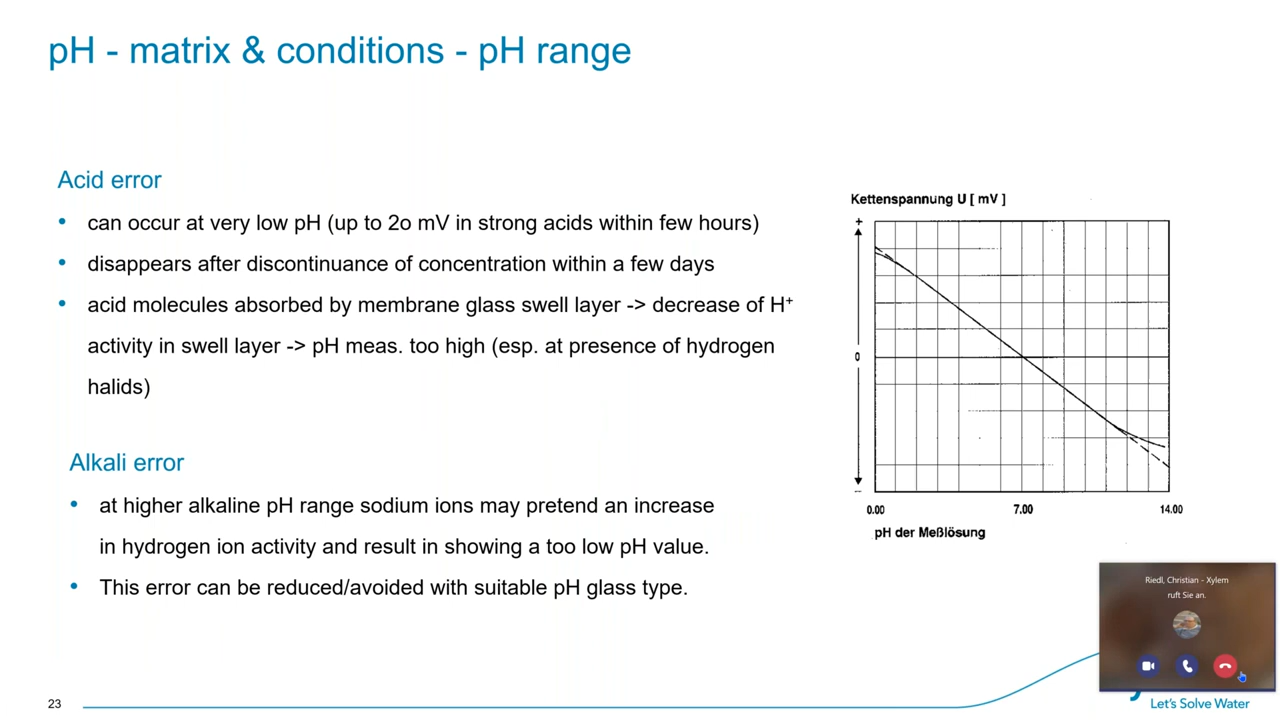 pH - matrix & conditions - pH range
Acid error
• can occur at very low pH (up to 2o mV in strong acids within few hours)
• disappears after discontinuance of concentration within a few days
• acid molecules absorbed by membrane glass swell layer -> decrease of H⁺
activity in swell layer -> pH meas. too high (esp. at presence of hydrogen
halids)
Alkali error
• at higher alkaline pH range sodium ions may pretend an increase
in hydrogen ion activity and result in showing a too low pH value.
• This error can be reduced/avoided with suitable pH glass type.
Kettenspannung U [ mV ]
+
0
–
0.00 7.00 14.00
pH der Meßlösung
Riedl, Christian - Xylem
ruft Sie an.
23
Let's Solve Water